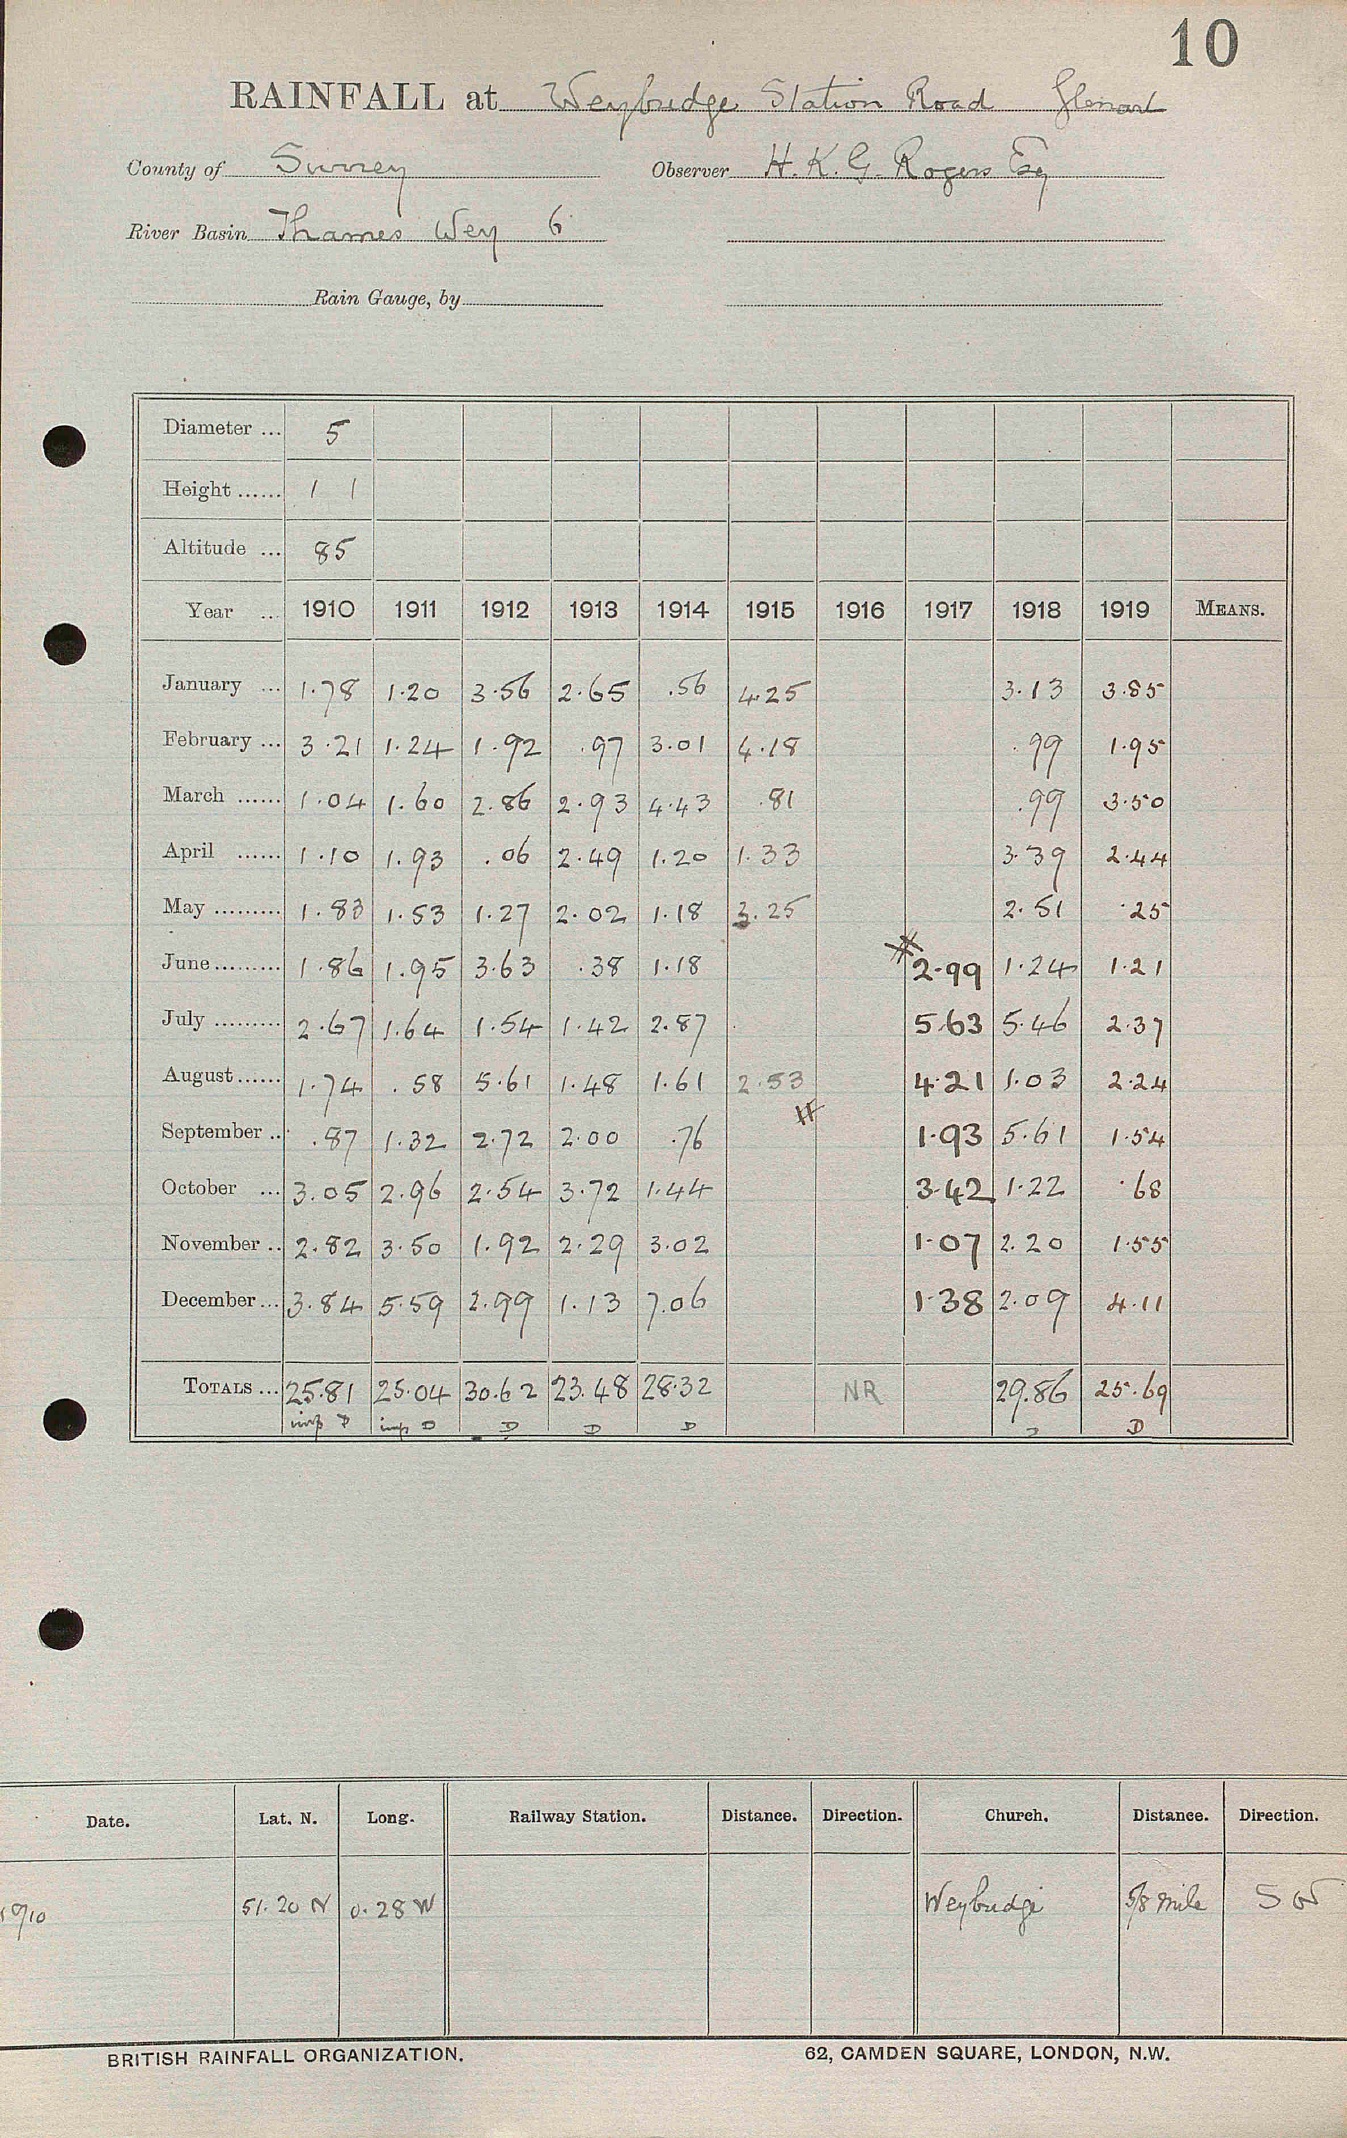 10
RAINFALL at Weybridge Station Road Glenart
County of Surrey Observer H. K. G. Rogers Esq
River Basin Thames Wey 6
Rain Gauge, by
Diameter ... 5
Height ...... 1 1
Altitude ... 85
Year ... 1910 1911 1912 1913 1914 1915 1916 1917 1918 1919 MEANS.
January ... 1.78 1.20 3.56 2.65 .56 4.25 3.13 3.85
February ... 3.21 1.24 1.92 .97 3.01 4.18 .99 1.95
March ...... 1.04 1.60 2.86 2.93 4.43 .81 .99 3.50
April ...... 1.10 1.93 .06 2.49 1.20 1.33 3.39 2.44
May ......... 1.83 1.53 1.27 2.02 1.18 3.25 2.51 .25
June ......... 1.86 1.95 3.63 .38 1.18 # 2.99 1.24 1.21
July ......... 2.67 1.64 1.54 1.42 2.87 5.63 5.46 2.37
August ...... 1.74 .58 5.61 1.48 1.61 2.53 # 4.21 1.03 2.24
September .. .87 1.32 2.72 2.00 .76 1.93 5.61 1.54
October ... 3.05 2.96 2.54 3.72 1.44 3.42 1.22 .68
November .. 2.82 3.50 1.92 2.29 3.02 1.07 2.20 1.55
December ... 3.84 5.59 2.99 1.13 7.06 1.38 2.09 4.11
TOTALS ... 25.81 25.04 30.62 23.48 28.32 NR 29.86 25.69
imp D imp D D D D D
Date. Lat. N. Long. Railway Station. Distance. Direction. Church. Distance. Direction.
51.20 N 0.28 W Weybridge 5/8 mile SW
BRITISH RAINFALL ORGANIZATION. 62, CAMDEN SQUARE, LONDON, N.W.